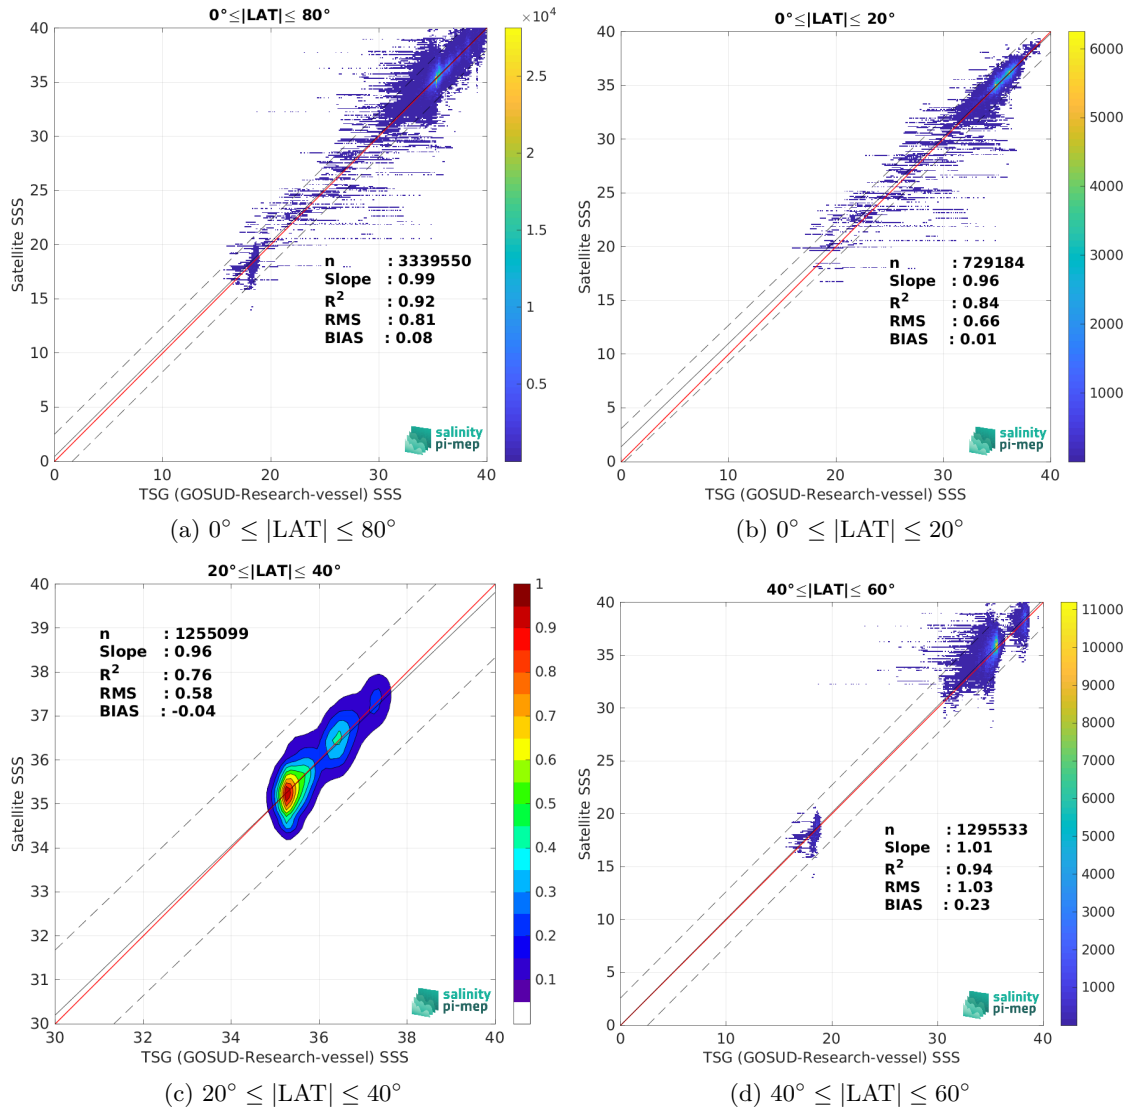 0°≤|LAT|≤ 80°
×10⁴
40
35
30
25
20
15
10
5
0
0
10
20
30
40
2.5
2
1.5
1
0.5
Satellite SSS
TSG (GOSUD-Research-vessel) SSS
n : 3339550
Slope : 0.99
R² : 0.92
RMS : 0.81
BIAS : 0.08
salinity
pi-mep
(a) 0° ≤ |LAT| ≤ 80°
0°≤|LAT|≤ 20°
40
35
30
25
20
15
10
5
0
0
10
20
30
40
6000
5000
4000
3000
2000
1000
Satellite SSS
TSG (GOSUD-Research-vessel) SSS
n : 729184
Slope : 0.96
R² : 0.84
RMS : 0.66
BIAS : 0.01
salinity
pi-mep
(b) 0° ≤ |LAT| ≤ 20°
20°≤|LAT|≤ 40°
40
39
38
37
36
35
34
33
32
31
30
30
32
34
36
38
40
1
0.9
0.8
0.7
0.6
0.5
0.4
0.3
0.2
0.1
Satellite SSS
TSG (GOSUD-Research-vessel) SSS
n : 1255099
Slope : 0.96
R² : 0.76
RMS : 0.58
BIAS : -0.04
salinity
pi-mep
(c) 20° ≤ |LAT| ≤ 40°
40°≤|LAT|≤ 60°
40
35
30
25
20
15
10
5
0
0
10
20
30
40
11000
10000
9000
8000
7000
6000
5000
4000
3000
2000
1000
Satellite SSS
TSG (GOSUD-Research-vessel) SSS
n : 1295533
Slope : 1.01
R² : 0.94
RMS : 1.03
BIAS : 0.23
salinity
pi-mep
(d) 40° ≤ |LAT| ≤ 60°